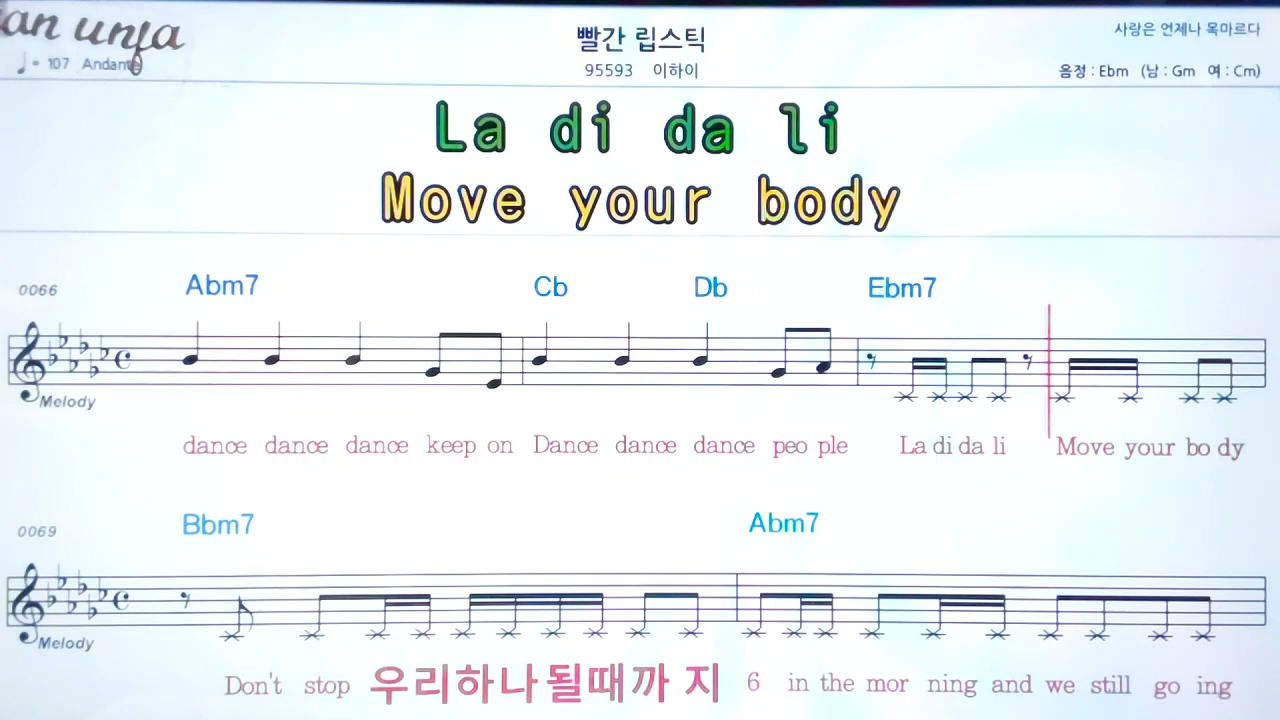 an unfa
빨간 립스틱
사랑은 언제나 목마르다
♩= 107 Andante
95593 이하이
음정 : Ebm (남 : Gm 여 : Cm)
La di da li
Move your body
0066 Abm7 Cb Db Ebm7
Melody
dance dance dance keep on Dance dance dance peo ple La di da li Move your bo dy
0069 Bbm7 Abm7
Melody
Don't stop 우리하나될때까 지 6 in the mor ning and we still go ing